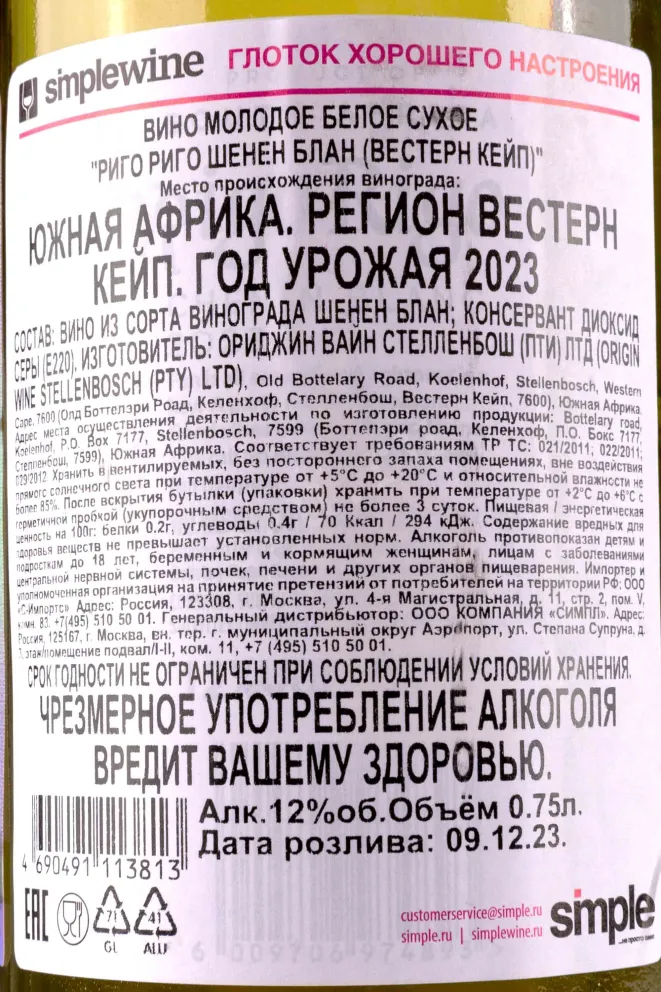 simplewine ГЛОТОК ХОРОШЕГО НАСТРОЕНИЯ
ВИНО МОЛОДОЕ БЕЛОЕ СУХОЕ
"РИГО РИГО ШЕНЕН БЛАН (ВЕСТЕРН КЕЙП)"
Место происхождения винограда:
ЮЖНАЯ АФРИКА. РЕГИОН ВЕСТЕРН
КЕЙП. ГОД УРОЖАЯ 2023
СОСТАВ: ВИНО ИЗ СОРТА ВИНОГРАДА ШЕНЕН БЛАН; КОНСЕРВАНТ ДИОКСИД
СЕРЫ (Е220). ИЗГОТОВИТЕЛЬ: ОРИДЖИН ВАЙН СТЕЛЛЕНБОШ (ПТИ) ЛТД (ORIGIN
WINE STELLENBOSCH (PTY) LTD), Old Bottelary Road, Koelenhof, Stellenbosch, Western
Cape, 7600 (Олд Боттелэри Роад, Келенхоф, Стелленбош, Вестерн Кейп, 7600), Южная Африка.
Адрес места осуществления деятельности по изготовлению продукции: Bottelary road,
Koelenhof, P.O. Box 7177, Stellenbosch, 7599 (Боттелэри роад, Келенхоф, П.О. Бокс 7177,
Стелленбош, 7599), Южная Африка. Соответствует требованиям ТР ТС: 021/2011; 022/2011;
029/2012. Хранить в вентилируемых, без постороннего запаха помещениях, вне воздействия
прямого солнечного света при температуре от +5°С до +20°С и относительной влажности не
более 85%. После вскрытия бутылки (упаковки) хранить при температуре от +2°С до +6°С с
герметичной пробкой (укупорочным средством) не более 3 суток. Пищевая / энергетическая
ценность на 100г: белки 0.2г, углеводы 0.4г / 70 Ккал / 294 кДж. Содержание вредных для
здоровья веществ не превышает установленных норм. Алкоголь противопоказан детям и
подросткам до 18 лет, беременным и кормящим женщинам, лицам с заболеваниями
центральной нервной системы, почек, печени и других органов пищеварения. Импортер и
уполномоченная организация на принятие претензий от потребителей на территории РФ: ООО
«С-Импортс» Адрес: Россия, 123308, г. Москва, ул. 4-я Магистральная, д. 11, стр. 2, пом. V,
комн. 83, +7(495) 510 50 01. Генеральный дистрибьютор: ООО КОМПАНИЯ «СИМПЛ». Адрес:
Россия, 125167, г. Москва, вн. тер. г. муниципальный округ Аэропорт, ул. Степана Супруна, д.
7, этаж/помещение подвал/I-II, ком. 11, +7 (495) 510 50 01.
СРОК ГОДНОСТИ НЕ ОГРАНИЧЕН ПРИ СОБЛЮДЕНИИ УСЛОВИЙ ХРАНЕНИЯ.
ЧРЕЗМЕРНОЕ УПОТРЕБЛЕНИЕ АЛКОГОЛЯ
ВРЕДИТ ВАШЕМУ ЗДОРОВЬЮ.
Алк.12%об.Объём 0.75л.
Дата розлива: 09.12.23.
4 690491 113813
EAC
71
GL
41
ALU
customerservice@simple.ru
simple.ru | simplewine.ru
simple
...не просто вино